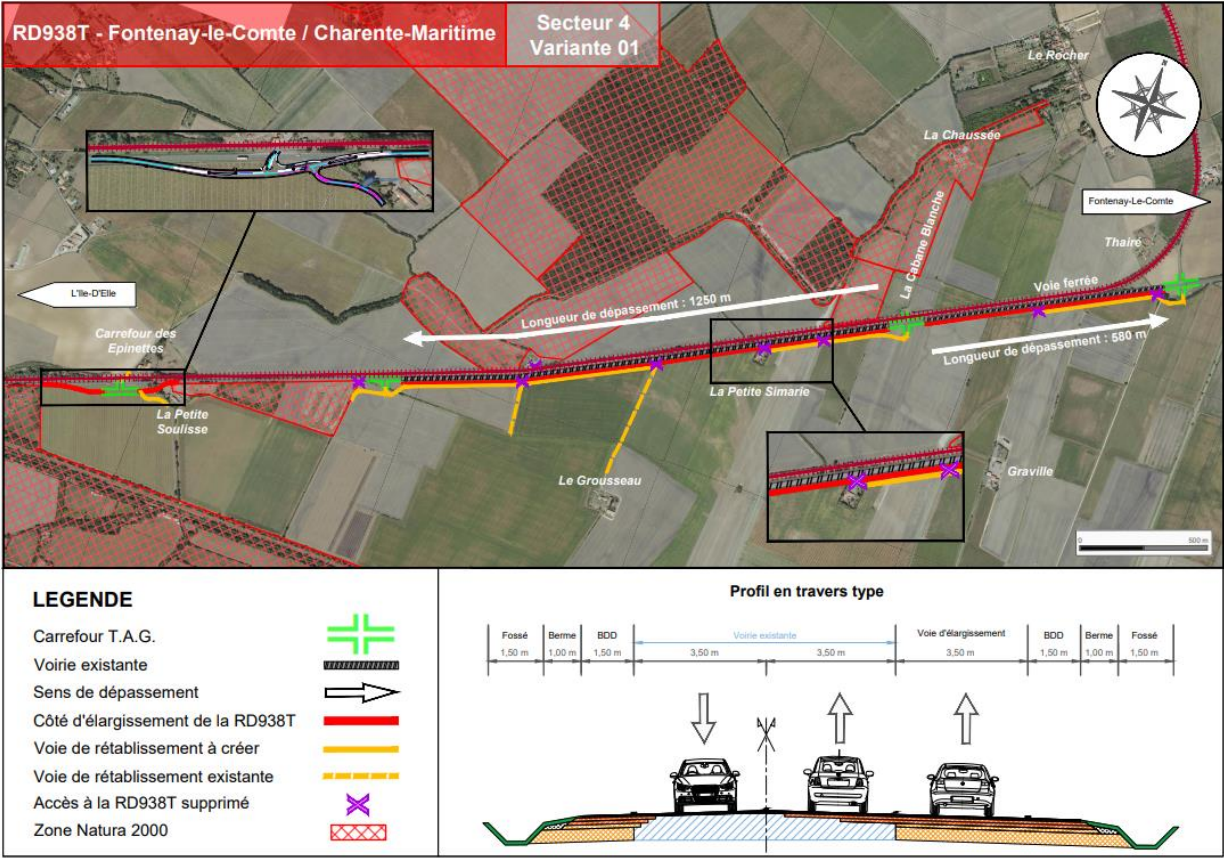 RD938T - Fontenay-le-Comte / Charente-Maritime
Secteur 4
Variante 01
Le Rocher
N
La Chaussée
Fontenay-Le-Comte
La Cabane Blanche
Thairé
L'Ile-D'Elle
Voie ferrée
Longueur de dépassement : 1250 m
Carrefour des
Epinettes
Longueur de dépassement : 580 m
La Petite Simarie
La Petite
Soulisse
Le Grousseau
Graville
0 500 m
LEGENDE
Carrefour T.A.G.
Voirie existante
Sens de dépassement
Côté d'élargissement de la RD938T
Voie de rétablissement à créer
Voie de rétablissement existante
Accès à la RD938T supprimé
Zone Natura 2000
Profil en travers type
Fossé Berme BDD Voirie existante Voie d'élargissement BDD Berme Fossé
1,50 m 1,00 m 1,50 m 3,50 m 3,50 m 3,50 m 1,50 m 1,00 m 1,50 m